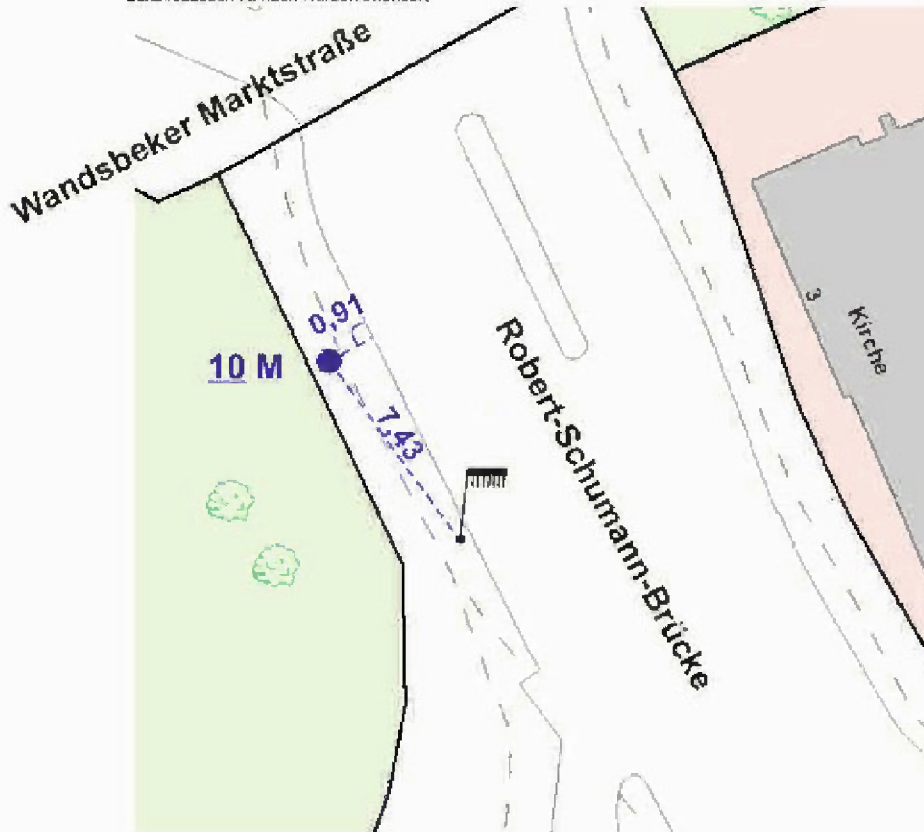 Wandsbeker Marktstraße
0,91
10 M
7,43
Robert-Schumann-Brücke
3
Kirche